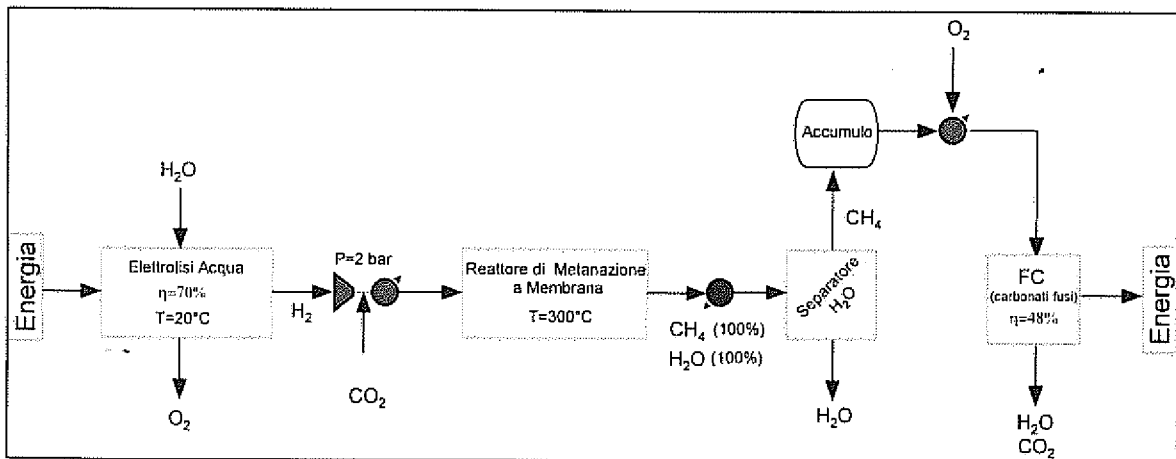 O₂
Accumulo
H₂O
CH₄
Energia
Elettrolisi Acqua
η=70%
T=20°C
P=2 bar
H₂
Reattore di Metanazione
a Membrana
T=300°C
CH₄ (100%)
H₂O (100%)
Separatore
H₂O
FC
(carbonati fusi)
η=48%
Energia
O₂
CO₂
H₂O
H₂O
CO₂